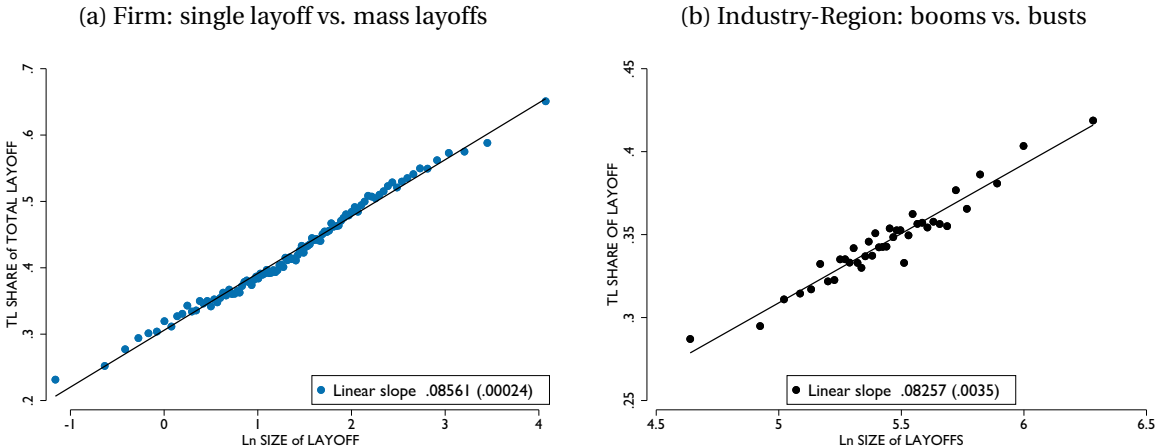 (a) Firm: single layoff vs. mass layoffs
TL SHARE of TOTAL LAYOFF
.7
.6
.5
.4
.3
.2
Linear slope .08561 (.00024)
-1 0 1 2 3 4
Ln SIZE of LAYOFF
(b) Industry-Region: booms vs. busts
TL SHARE OF LAYOFF
.45
.4
.35
.3
.25
Linear slope .08257 (.0035)
4.5 5 5.5 6 6.5
Ln SIZE of LAYOFFS